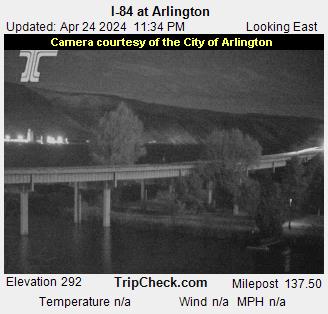 I-84 at Arlington
Updated: Apr 24 2024 11:34 PM Looking East
Camera courtesy of the City of Arlington
Elevation 292 TripCheck.com Milepost 137.50
Temperature n/a Wind n/a MPH n/a